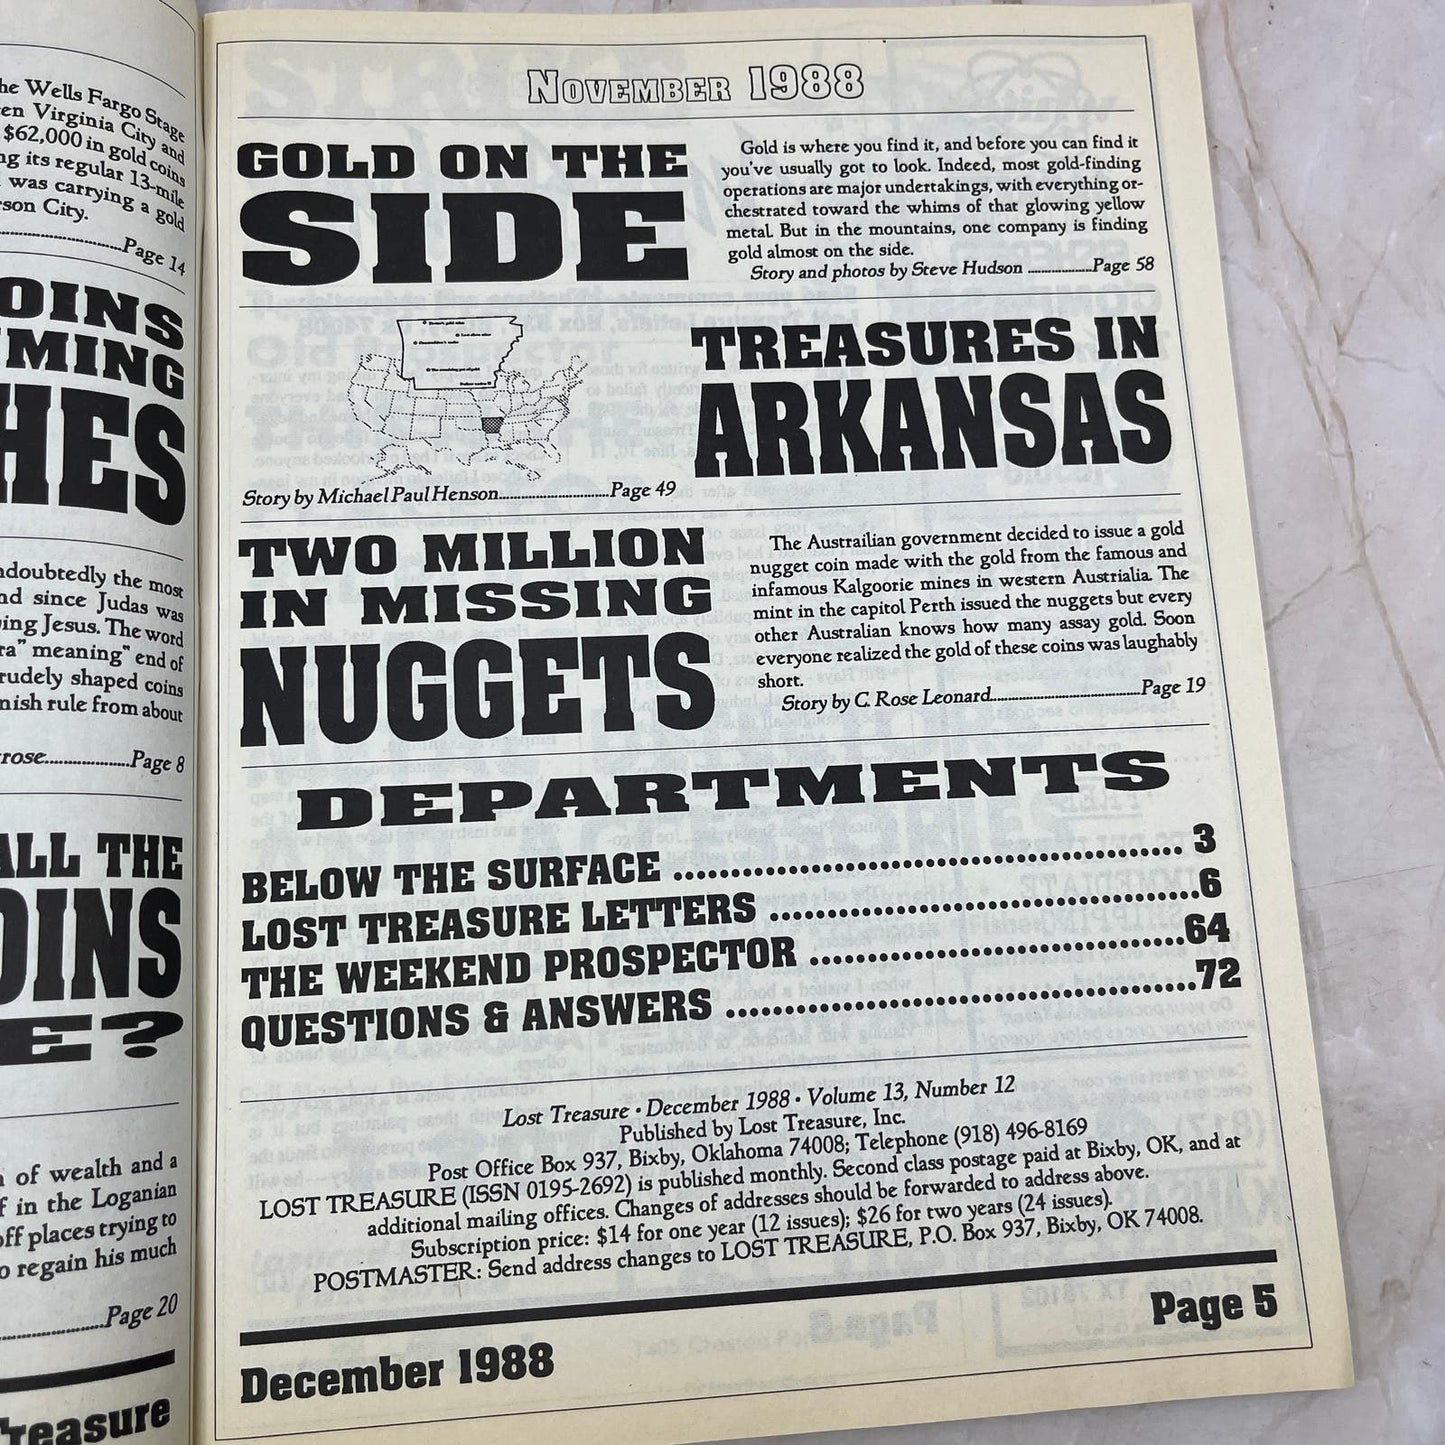 he Wells Fargo Stage
en Virginia City and
$62,000 in gold coins
ng its regular 13-mile
was carrying a gold
rson City.
Page 14
OINS
MING
HES
ndoubtedly the most
nd since Judas was
ing Jesus. The word
ra" meaning" end of
rudely shaped coins
nish rule from about
rose....................Page 8
ALL THE
OINS
E?
of wealth and a
f in the Loganian
off places trying to
o regain his much
Page 20
Treasure
NOVEMBER 1988
GOLD ON THE
SIDE
Gold is where you find it, and before you can find it
you've usually got to look. Indeed, most gold-finding
operations are major undertakings, with everything or-
chestrated toward the whims of that glowing yellow
metal. But in the mountains, one company is finding
gold almost on the side.
Story and photos by Steve Hudson ....................Page 58
TREASURES IN
ARKANSAS
Story by Michael Paul Henson................................Page 49
TWO MILLION
IN MISSING
NUGGETS
The Austrailian government decided to issue a gold
nugget coin made with the gold from the famous and
infamous Kalgoorie mines in western Austrialia. The
mint in the capitol Perth issued the nuggets but every
other Australian knows how many assay gold. Soon
everyone realized the gold of these coins was laughably
short.
Story by C. Rose Leonard..........................................Page 19
DEPARTMENTS
BELOW THE SURFACE ........................................ 3
LOST TREASURE LETTERS .................................6
THE WEEKEND PROSPECTOR .............................64
QUESTIONS & ANSWERS ....................................72
Lost Treasure • December 1988 • Volume 13, Number 12
Published by Lost Treasure, Inc.
Post Office Box 937, Bixby, Oklahoma 74008; Telephone (918) 496-8169
LOST TREASURE (ISSN 0195-2692) is published monthly. Second class postage paid at Bixby, OK, and at
additional mailing offices. Changes of addresses should be forwarded to address above.
Subscription price: $14 for one year (12 issues); $26 for two years (24 issues).
POSTMASTER: Send address changes to LOST TREASURE, P.O. Box 937, Bixby, OK 74008.
December 1988
Page 5